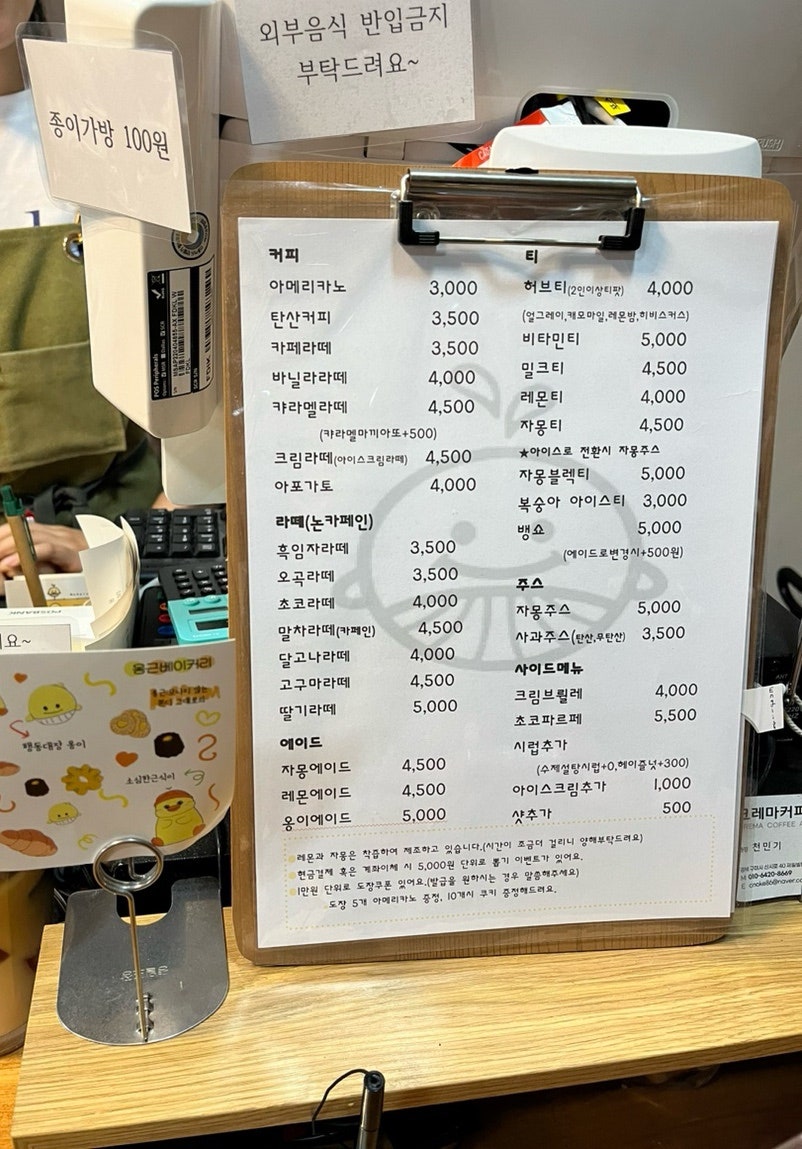 외부음식 반입금지
부탁드려요~
종이가방 100원
커피
아메리카노 3,000
탄산커피 3,500
카페라떼 3,500
바닐라라떼 4,000
캬라멜라떼 4,500
(캬라멜마끼아또+500)
크림라떼(아이스크림라떼) 4,500
아포가토 4,000
라떼(논카페인)
흑임자라떼 3,500
오곡라떼 3,500
초코라떼 4,000
말차라떼(카페인) 4,500
달고나라떼 4,000
고구마라떼 4,500
딸기라떼 5,000
에이드
자몽에이드 4,500
레몬에이드 4,500
옹이에이드 5,000
티
허브티(2인이상티팟) 4,000
(얼그레이,캐모마일,레몬밤,히비스커스)
비타민티 5,000
밀크티 4,500
레몬티 4,000
자몽티 4,500
★아이스로 전환시 자몽주스
자몽블랙티 5,000
복숭아 아이스티 3,000
뱅쇼 5,000
(에이드로변경시+500원)
주스
자몽주스 5,000
사과주스(탄산,무탄산) 3,500
사이드메뉴
크림브륄레 4,000
초코파르페 5,500
시럽추가
(수제설탕시럽+0,헤이즐넛+300)
아이스크림추가 1,000
샷추가 500
레몬과 자몽은 착즙하여 제조하고 있습니다.(시간이 조금더 걸리니 양해부탁드려요)
현금결제 혹은 계좌이체 시 5,000원 단위로 뽑기 이벤트가 있어요.
1만원 단위로 도장쿠폰 있어요.(발급을 원하시는 경우 말씀해주세요)
도장 5개 아메리카노 증정, 10개시 쿠키 증정해드려요.
요~
행동대장 옹이
소심한근식이
크레마커피
천민기
010-6420-8669